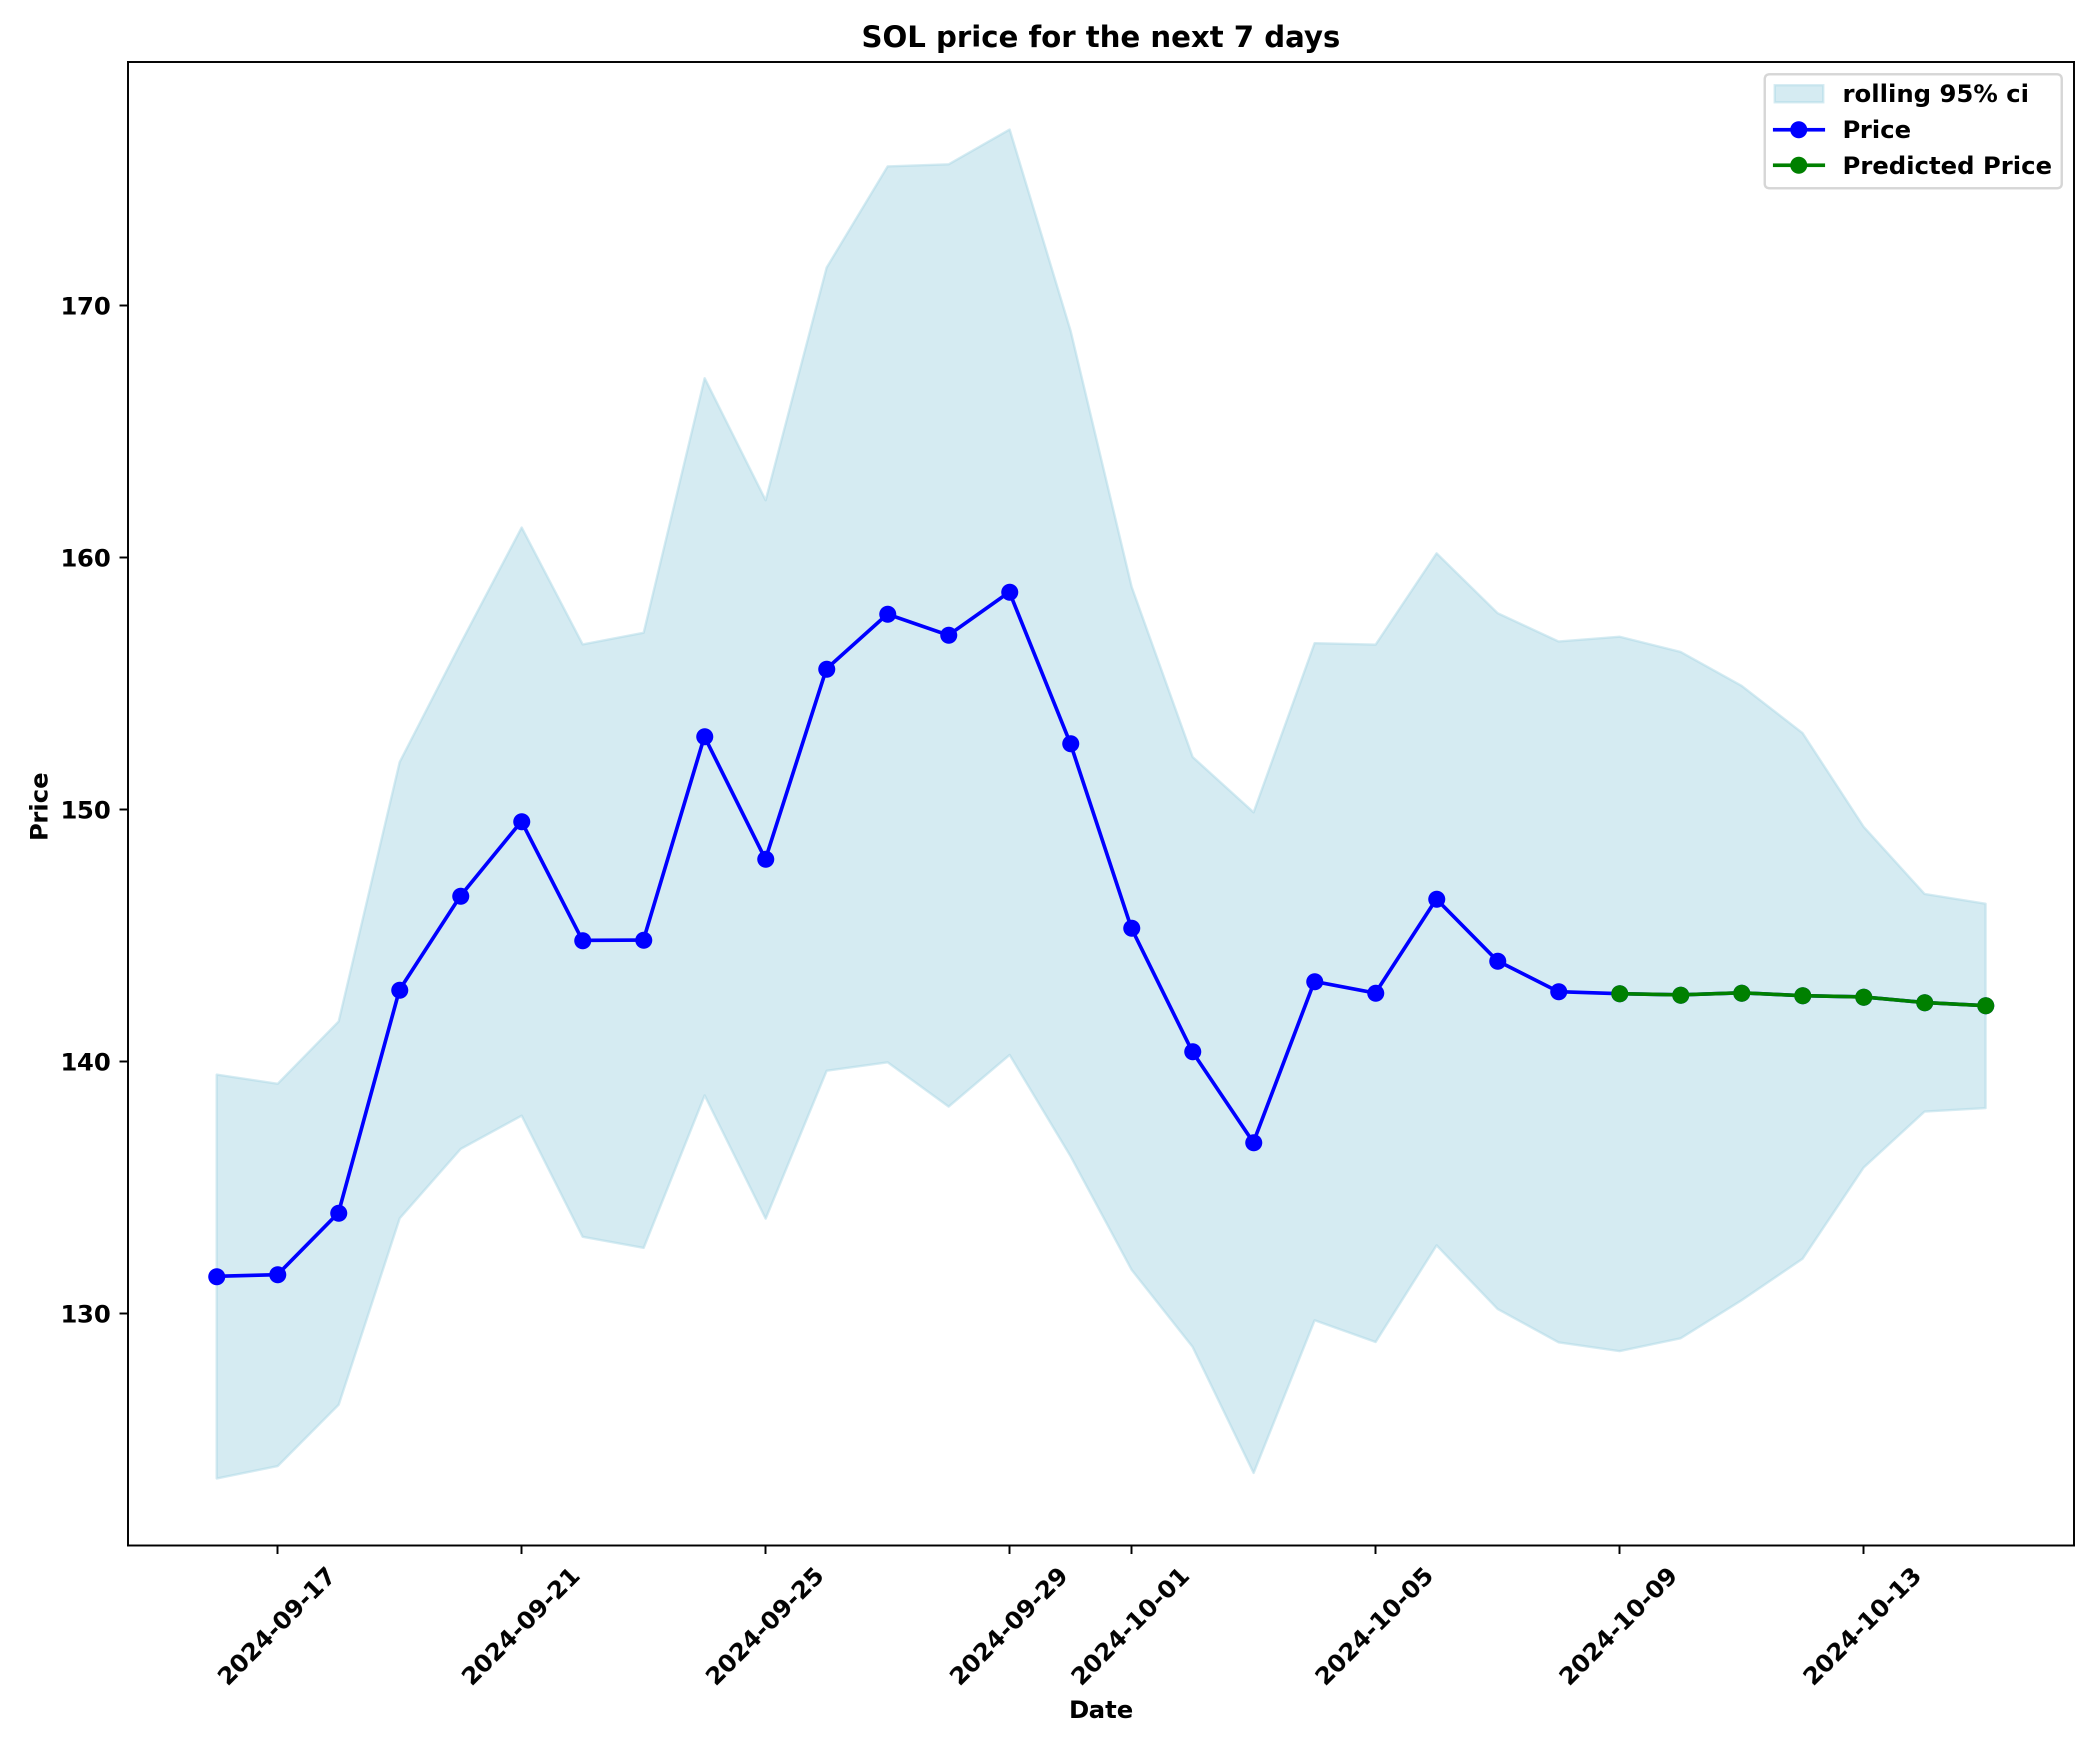 SOL price for the next 7 days
rolling 95% ci
Price
Predicted Price
Price
170
160
150
140
130
2024-09-17
2024-09-21
2024-09-25
2024-09-29
2024-10-01
2024-10-05
2024-10-09
2024-10-13
Date